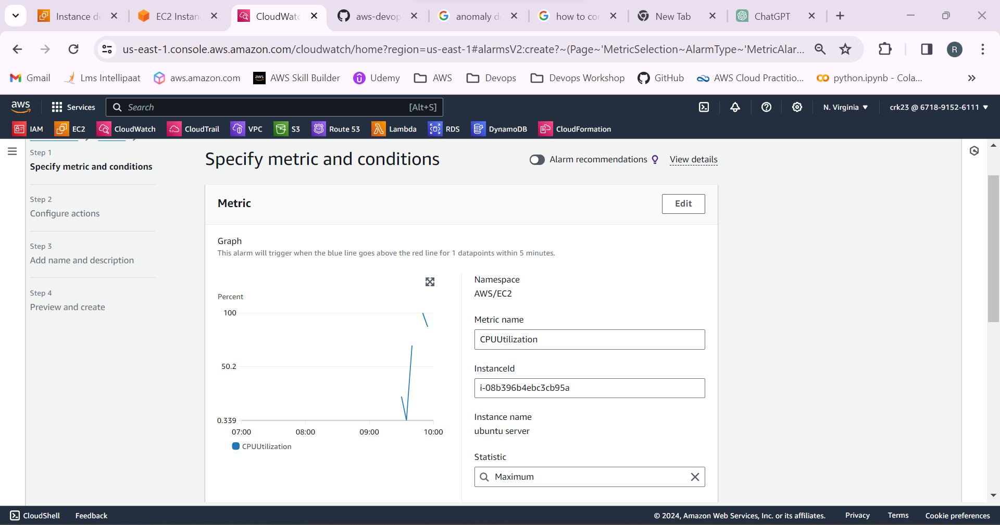 Instance de
EC2 Instan
CloudWatc
aws-devop
anomaly d
how to con
New Tab
ChatGPT
us-east-1.console.aws.amazon.com/cloudwatch/home?region=us-east-1#alarmsV2:create?~(Page~'MetricSelection~AlarmType~'MetricAlar...
R
Gmail
Lms Intellipaat
aws.amazon.com
aws
AWS Skill Builder
Udemy
AWS
Devops
Devops Workshop
GitHub
AWS Cloud Practitio...
python.ipynb - Cola...
aws
Services
Search
[Alt+S]
N. Virginia
crk23 @ 6718-9152-6111
IAM
EC2
CloudWatch
CloudTrail
VPC
S3
Route 53
Lambda
RDS
DynamoDB
CloudFormation
Step 1
Specify metric and conditions
Step 2
Configure actions
Step 3
Add name and description
Step 4
Preview and create
Specify metric and conditions
Alarm recommendations
View details
Metric
Edit
Graph
This alarm will trigger when the blue line goes above the red line for 1 datapoints within 5 minutes.
Percent
100
50.2
0.339
07:00
08:00
09:00
10:00
CPUUtilization
Namespace
AWS/EC2
Metric name
CPUUtilization
InstanceId
i-08b396b4ebc3cb95a
Instance name
ubuntu server
Statistic
Maximum
CloudShell
Feedback
© 2024, Amazon Web Services, Inc. or its affiliates.
Privacy
Terms
Cookie preferences